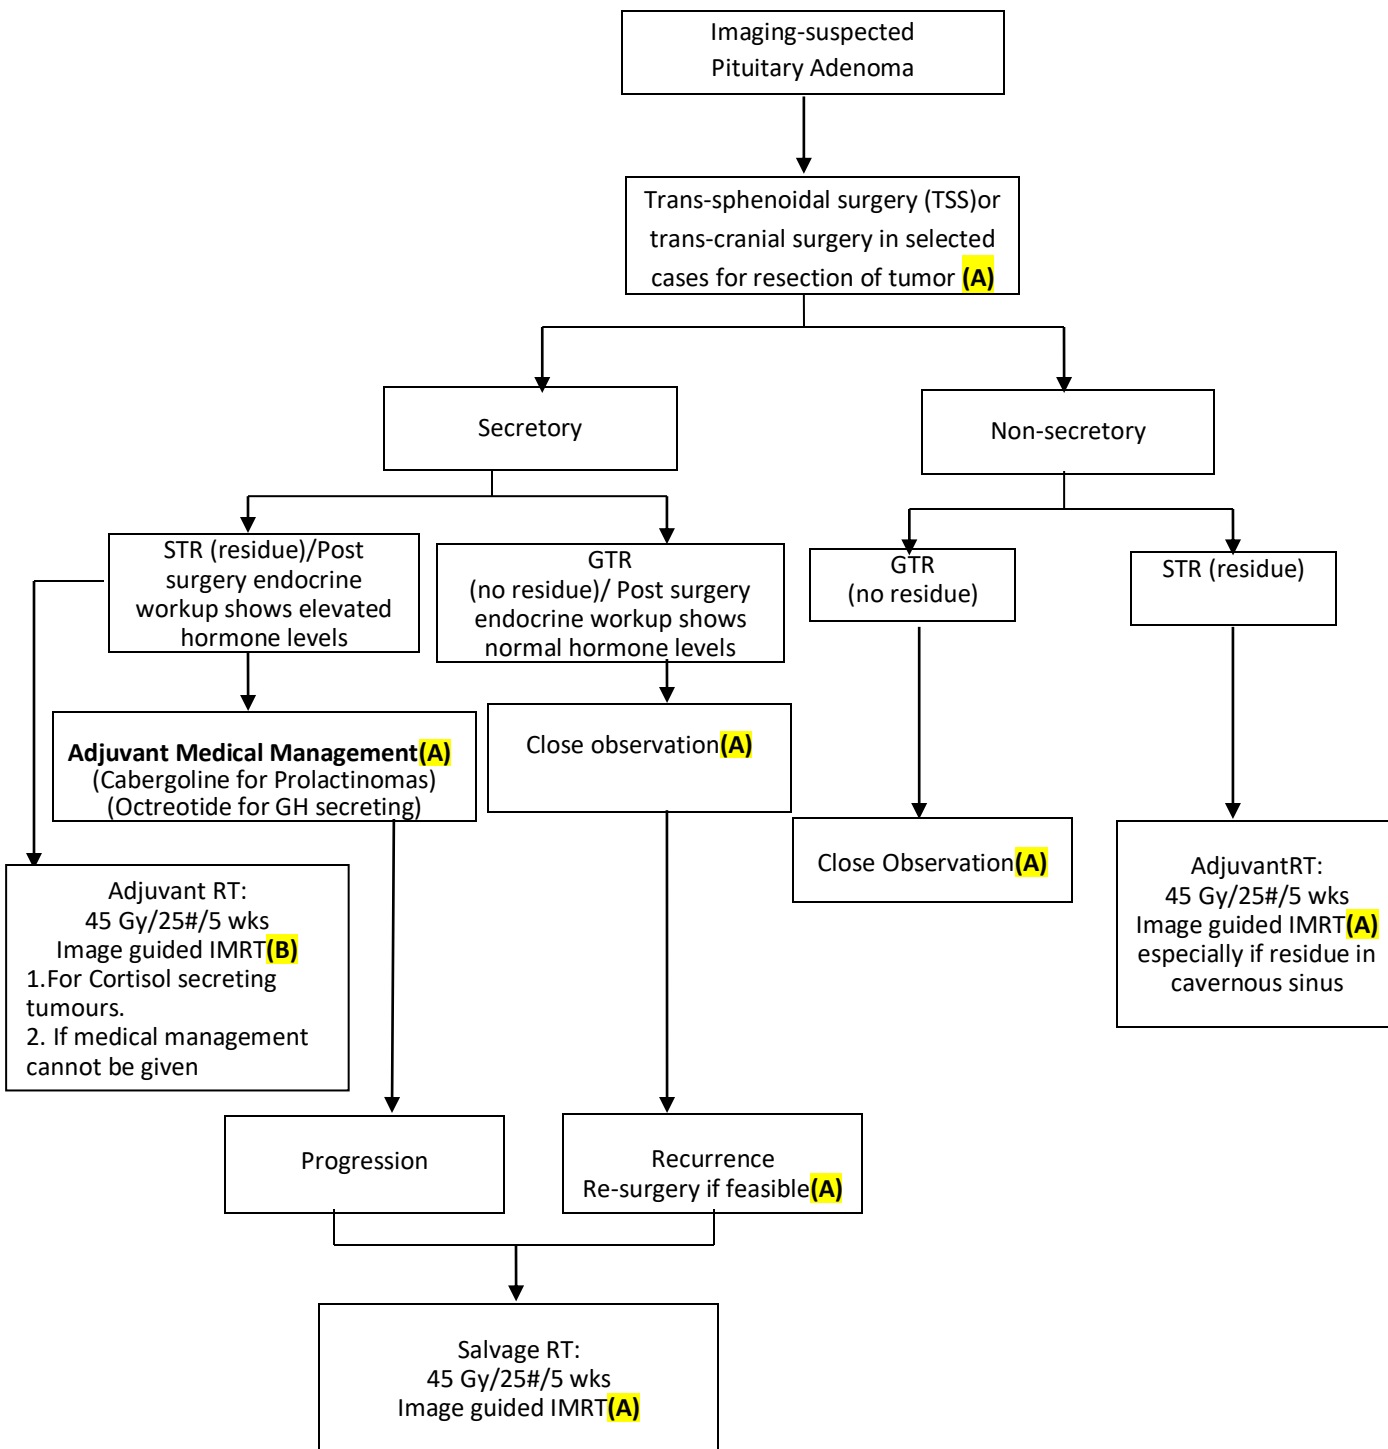 Imaging-suspected
Pituitary Adenoma
Trans-sphenoidal surgery (TSS)or
trans-cranial surgery in selected
cases for resection of tumor (A)
Secretory
Non-secretory
STR (residue)/Post
surgery endocrine
workup shows elevated
hormone levels
GTR
(no residue)/ Post surgery
endocrine workup shows
normal hormone levels
GTR
(no residue)
STR (residue)
Adjuvant Medical Management(A)
(Cabergoline for Prolactinomas)
(Octreotide for GH secreting)
Close observation(A)
Close Observation(A)
AdjuvantRT:
45 Gy/25#/5 wks
Image guided IMRT(A)
especially if residue in
cavernous sinus
Adjuvant RT:
45 Gy/25#/5 wks
Image guided IMRT(B)
1.For Cortisol secreting
tumours.
2. If medical management
cannot be given
Progression
Recurrence
Re-surgery if feasible(A)
Salvage RT:
45 Gy/25#/5 wks
Image guided IMRT(A)